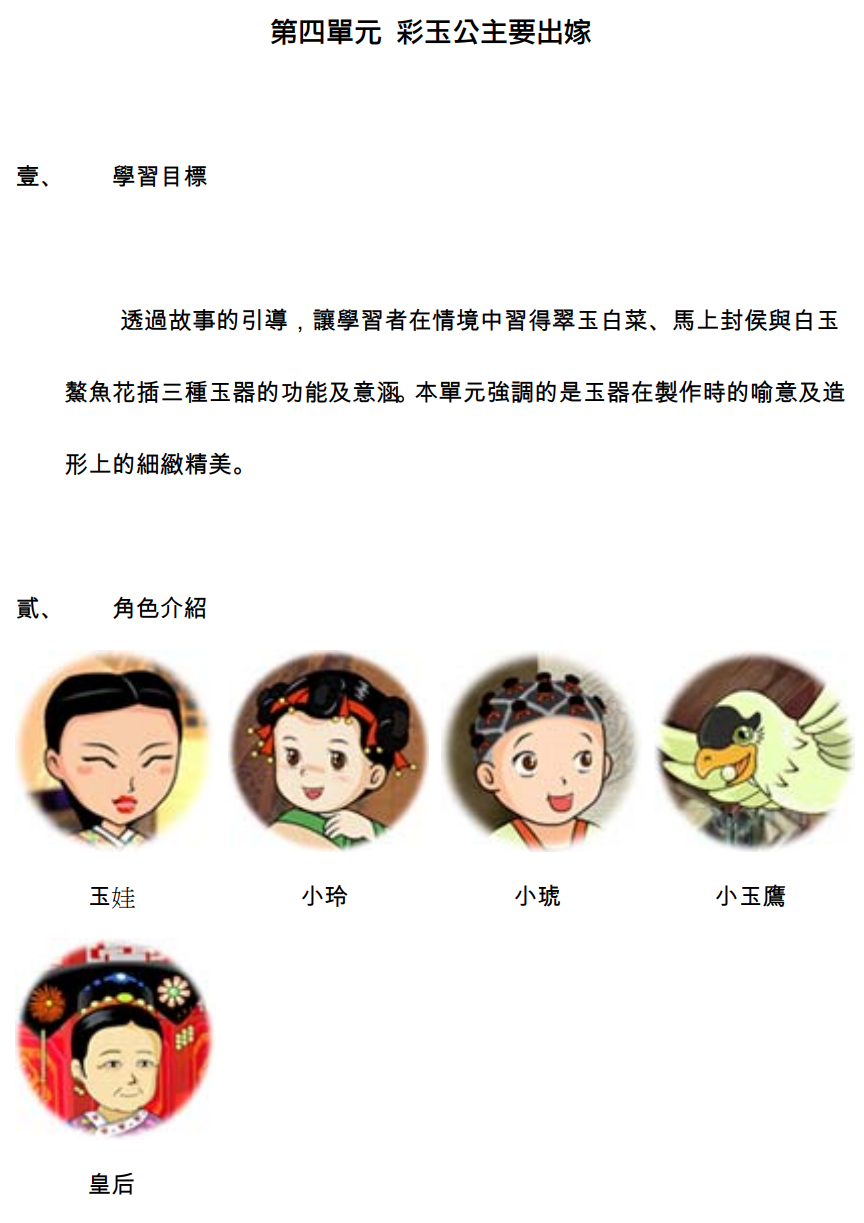 第四單元 彩玉公主要出嫁
壹、 學習目標
透過故事的引導，讓學習者在情境中習得翠玉白菜、馬上封侯與白玉
鰲魚花插三種玉器的功能及意涵。本單元強調的是玉器在製作時的喻意及造
形上的細緻精美。
貳、 角色介紹
玉娃 小玲 小琥 小玉鷹
皇后